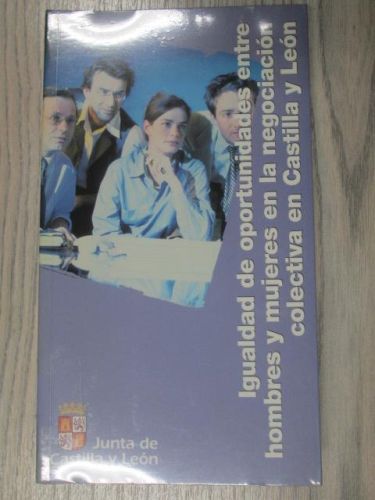 Igualdad de oportunidades entre
hombres y mujeres en la negociación
colectiva en Castilla y León
Junta de
Castilla y León